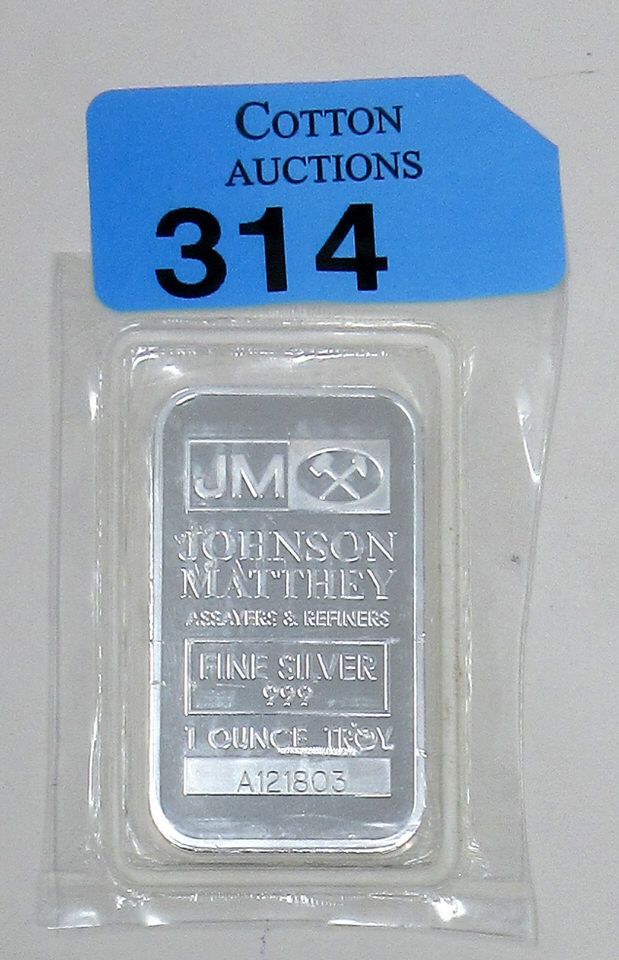 COTTON
AUCTIONS
314
JM
JOHNSON
MATTHEY
ASSAYERS & REFINERS
FINE SILVER
999
1 OUNCE TROY
A121803